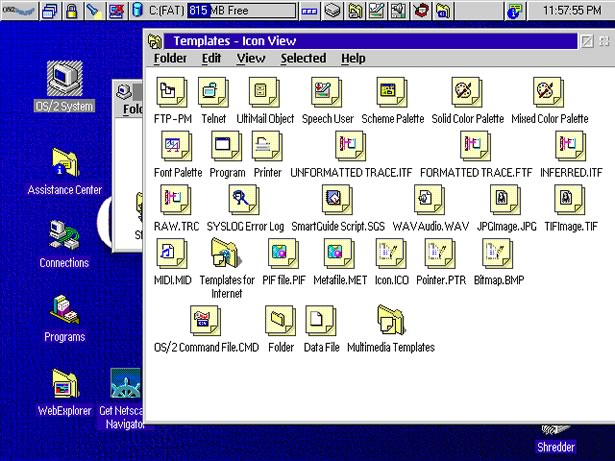 OS/2 C:(FAT) 815 MB Free 11:57:55 PM
Templates - Icon View
Folder Edit View Selected Help
OS/2 System
FTP-PM Telnet UltiMail Object Speech User Scheme Palette Solid Color Palette Mixed Color Palette
Font Palette Program Printer UNFORMATTED TRACE.ITF FORMATTED TRACE.FTF INFERRED.ITF
Assistance Center
RAW.TRC SYSLOG Error Log SmartGuide Script.SGS WAVAudio.WAV JPGImage.JPG TIFImage.TIF
Connections
MIDI.MID Templates for Internet PIF file.PIF Metafile.MET Icon.ICO Pointer.PTR Bitmap.BMP
Programs
OS/2 Command File.CMD Folder Data File Multimedia Templates
WebExplorer
Get Netsca
Navigator
Shredder